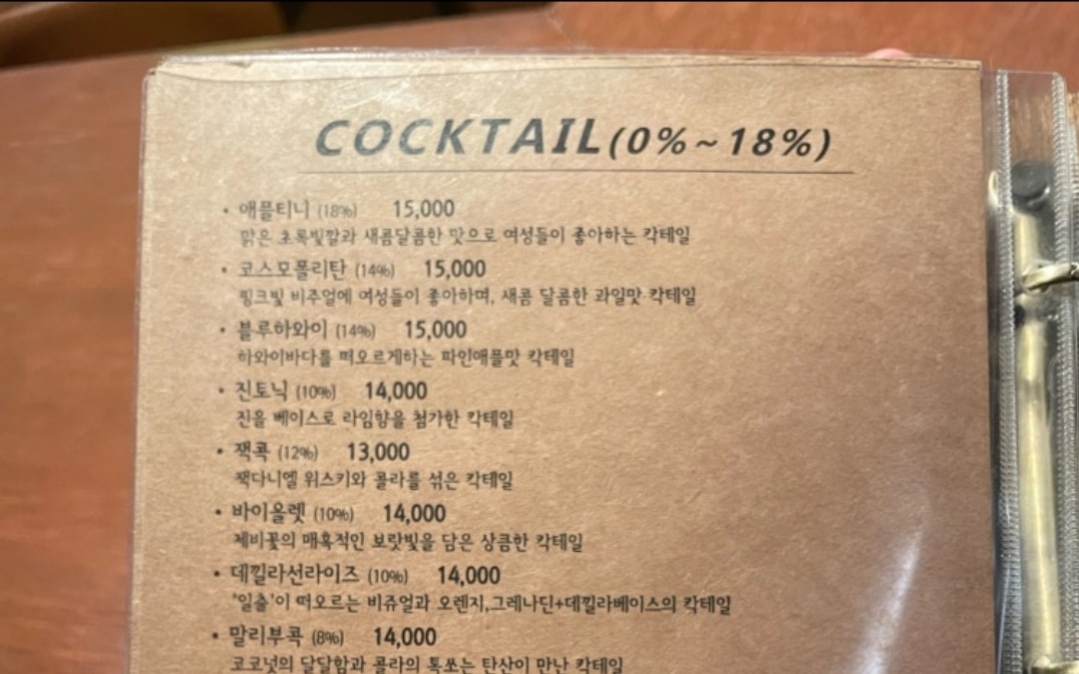 COCKTAIL(0%~18%)
• 애플티니 (18%) 15,000
맑은 초록빛깔과 새콤달콤한 맛으로 여성들이 좋아하는 칵테일
• 코스모폴리탄 (14%) 15,000
핑크빛 비주얼에 여성들이 좋아하며, 새콤 달콤한 과일맛 칵테일
• 블루하와이 (14%) 15,000
하와이바다를 떠오르게하는 파인애플맛 칵테일
• 진토닉 (10%) 14,000
진을 베이스로 라임향을 첨가한 칵테일
• 잭콕 (12%) 13,000
잭다니엘 위스키와 콜라를 섞은 칵테일
• 바이올렛 (10%) 14,000
제비꽃의 매혹적인 보랏빛을 담은 상큼한 칵테일
• 데낄라선라이즈 (10%) 14,000
'일출'이 떠오르는 비쥬얼과 오렌지,그레나딘+데낄라베이스의 칵테일
• 말리부콕 (8%) 14,000
코코넛의 달달함과 콜라의 톡쏘는 탄산이 만난 칵테일